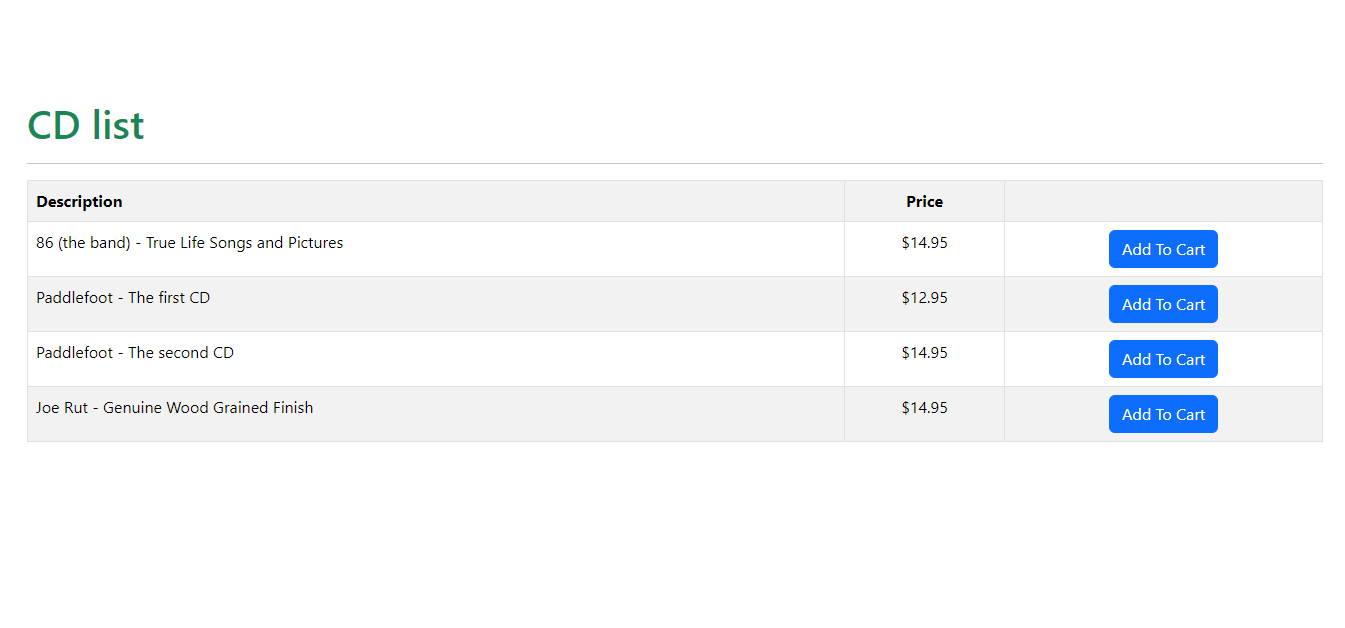 CD list
Description Price
86 (the band) - True Life Songs and Pictures $14.95 Add To Cart
Paddlefoot - The first CD $12.95 Add To Cart
Paddlefoot - The second CD $14.95 Add To Cart
Joe Rut - Genuine Wood Grained Finish $14.95 Add To Cart